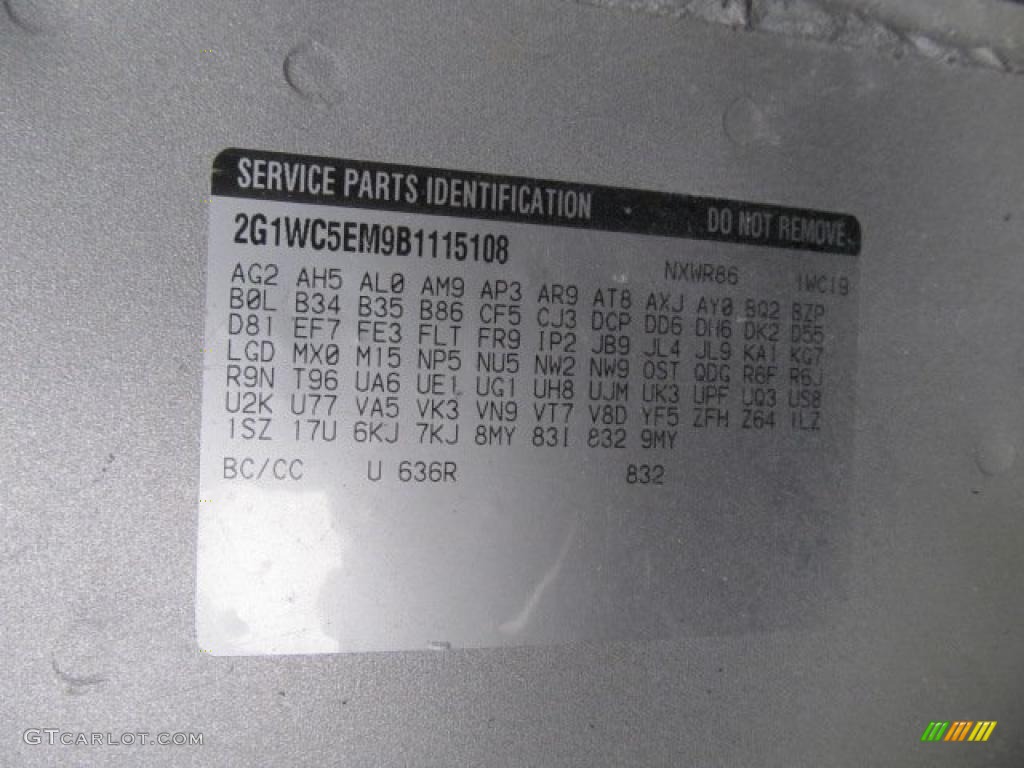 SERVICE PARTS IDENTIFICATION DO NOT REMOVE
2G1WC5EM9B1115108 NXWR86 1WC19
AG2 AH5 AL0 AM9 AP3 AR9 AT8 AXJ AY0 BQ2 BZP
B0L B34 B35 B86 CF5 CJ3 DCP DD6 DH6 DK2 D55
D81 EF7 FE3 FLT FR9 IP2 JB9 JL4 JL9 KA1 KG7
LGD MX0 M15 NP5 NU5 NW2 NW9 OST QDG R6F R6J
R9N T96 UA6 UE1 UG1 UH8 UJM UK3 UPF UQ3 US8
U2K U77 VA5 VK3 VN9 VT7 V8D YF5 ZFH Z64 1LZ
1SZ 17U 6KJ 7KJ 8MY 83I 832 9MY
BC/CC U 636R 832
GTCARLOT.COM